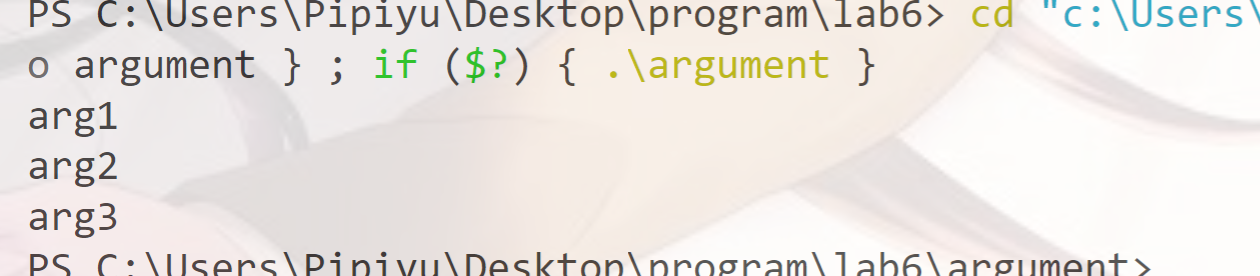 PS C:\Users\Pipiyu\Desktop\program\lab6> cd "c:\Users\
o argument } ; if ($?) { .\argument }
arg1
arg2
arg3
PS C:\Users\Pipiyu\Desktop\program\lab6\argument>